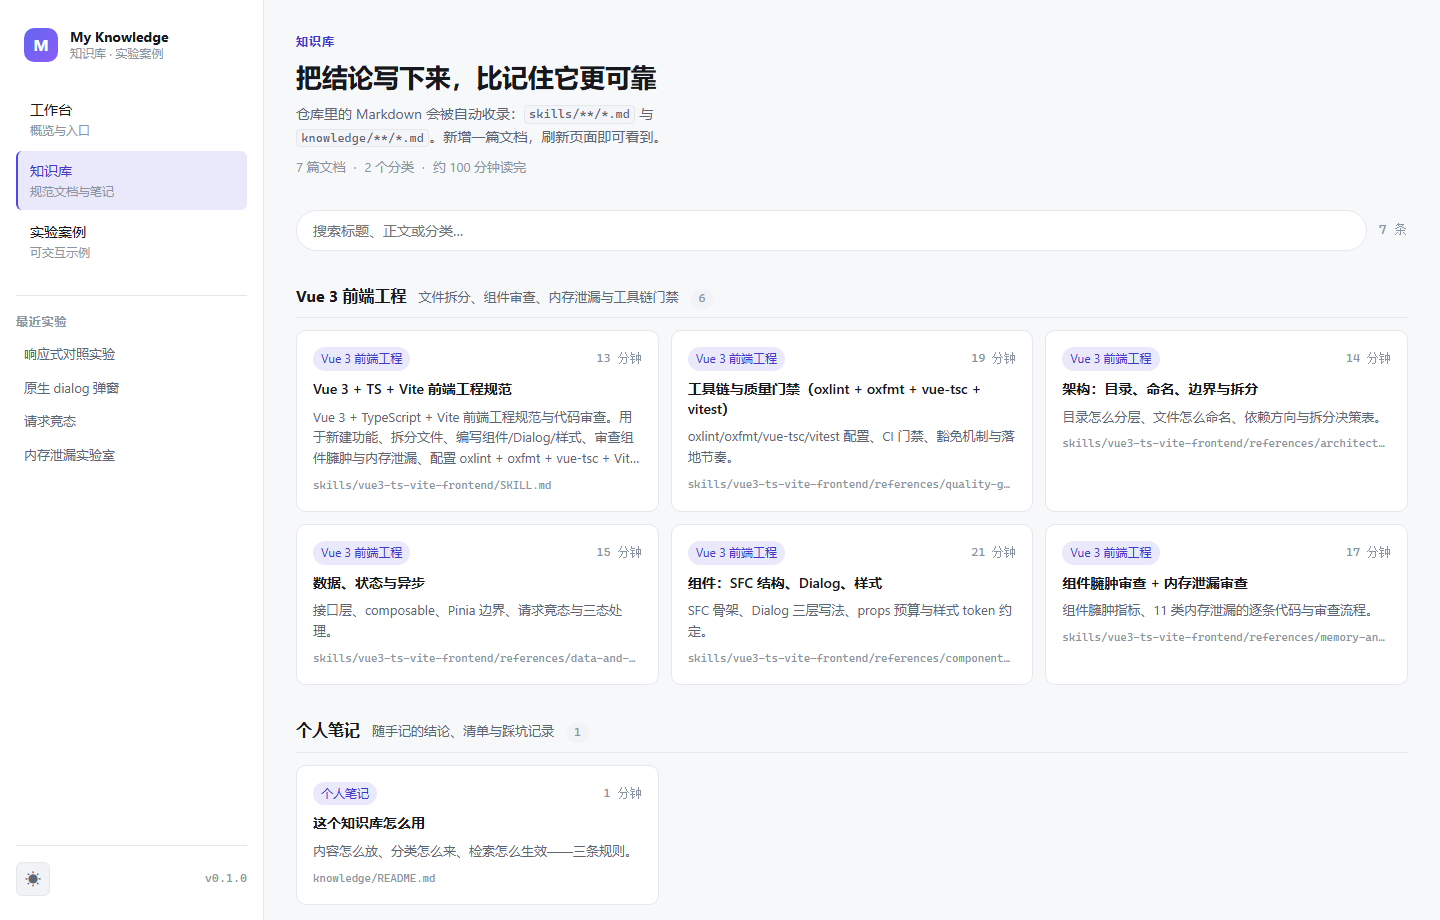 M
My Knowledge
知识库 · 实验案例
工作台
概览与入口
知识库
规范文档与笔记
实验案例
可交互示例
最近实验
响应式对照实验
原生 dialog 弹窗
请求竞态
内存泄漏实验室
v0.1.0
知识库
把结论写下来，比记住它更可靠
仓库里的 Markdown 会被自动收录： skills/**/*.md 与
knowledge/**/*.md 。新增一篇文档，刷新页面即可看到。
7 篇文档 · 2 个分类 · 约 100 分钟读完
搜索标题、正文或分类…
7 条
Vue 3 前端工程 文件拆分、组件审查、内存泄漏与工具链门禁 6
Vue 3 前端工程 13 分钟
Vue 3 + TS + Vite 前端工程规范
Vue 3 + TypeScript + Vite 前端工程规范与代码审查。用
于新建功能、拆分文件、编写组件/Dialog/样式、审查组
件臃肿与内存泄漏、配置 oxlint + oxfmt + vue-tsc + Vit…
skills/vue3-ts-vite-frontend/SKILL.md
Vue 3 前端工程 19 分钟
工具链与质量门禁（oxlint + oxfmt + vue-tsc +
vitest）
oxlint/oxfmt/vue-tsc/vitest 配置、CI 门禁、豁免机制与落
地节奏。
skills/vue3-ts-vite-frontend/references/quality-g…
Vue 3 前端工程 14 分钟
架构：目录、命名、边界与拆分
目录怎么分层、文件怎么命名、依赖方向与拆分决策表。
skills/vue3-ts-vite-frontend/references/architect…
Vue 3 前端工程 15 分钟
数据、状态与异步
接口层、composable、Pinia 边界、请求竞态与三态处
理。
skills/vue3-ts-vite-frontend/references/data-and-…
Vue 3 前端工程 21 分钟
组件：SFC 结构、Dialog、样式
SFC 骨架、Dialog 三层写法、props 预算与样式 token 约
定。
skills/vue3-ts-vite-frontend/references/component…
Vue 3 前端工程 17 分钟
组件臃肿审查 + 内存泄漏审查
组件臃肿指标、11 类内存泄漏的逐条代码与审查流程。
skills/vue3-ts-vite-frontend/references/memory-an…
个人笔记 随手记的结论、清单与踩坑记录 1
个人笔记 1 分钟
这个知识库怎么用
内容怎么放、分类怎么来、检索怎么生效——三条规则。
knowledge/README.md